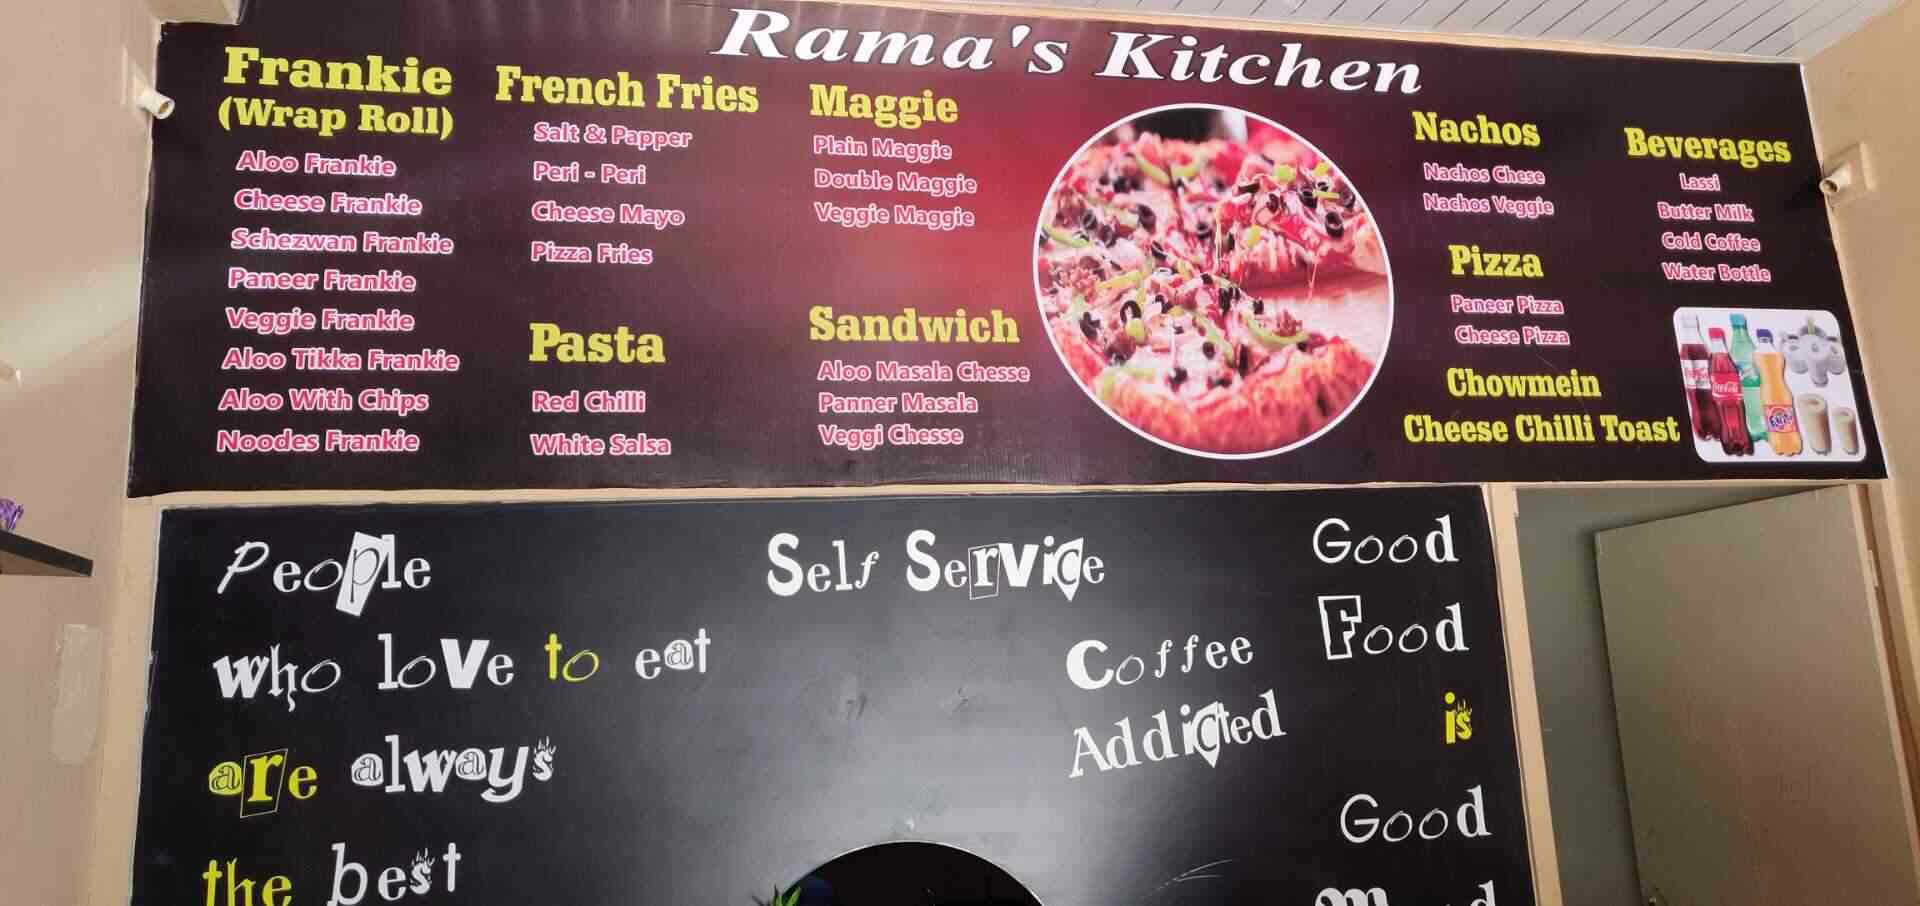 Rama's Kitchen
Frankie
(Wrap Roll)
Aloo Frankie
Cheese Frankie
Schezwan Frankie
Paneer Frankie
Veggie Frankie
Aloo Tikka Frankie
Aloo With Chips
Noodes Frankie
French Fries
Salt & Papper
Peri - Peri
Cheese Mayo
Pizza Fries
Pasta
Red Chilli
White Salsa
Maggie
Plain Maggie
Double Maggie
Veggie Maggie
Sandwich
Aloo Masala Chesse
Panner Masala
Veggi Chesse
Nachos
Nachos Chese
Nachos Veggie
Pizza
Paneer Pizza
Cheese Pizza
Chowmein
Cheese Chilli Toast
Beverages
Lassi
Butter Milk
Cold Coffee
Water Bottle
People
who love to eat
are always
the best
Self Service
Coffee
Addicted
Good
Food
is
Good